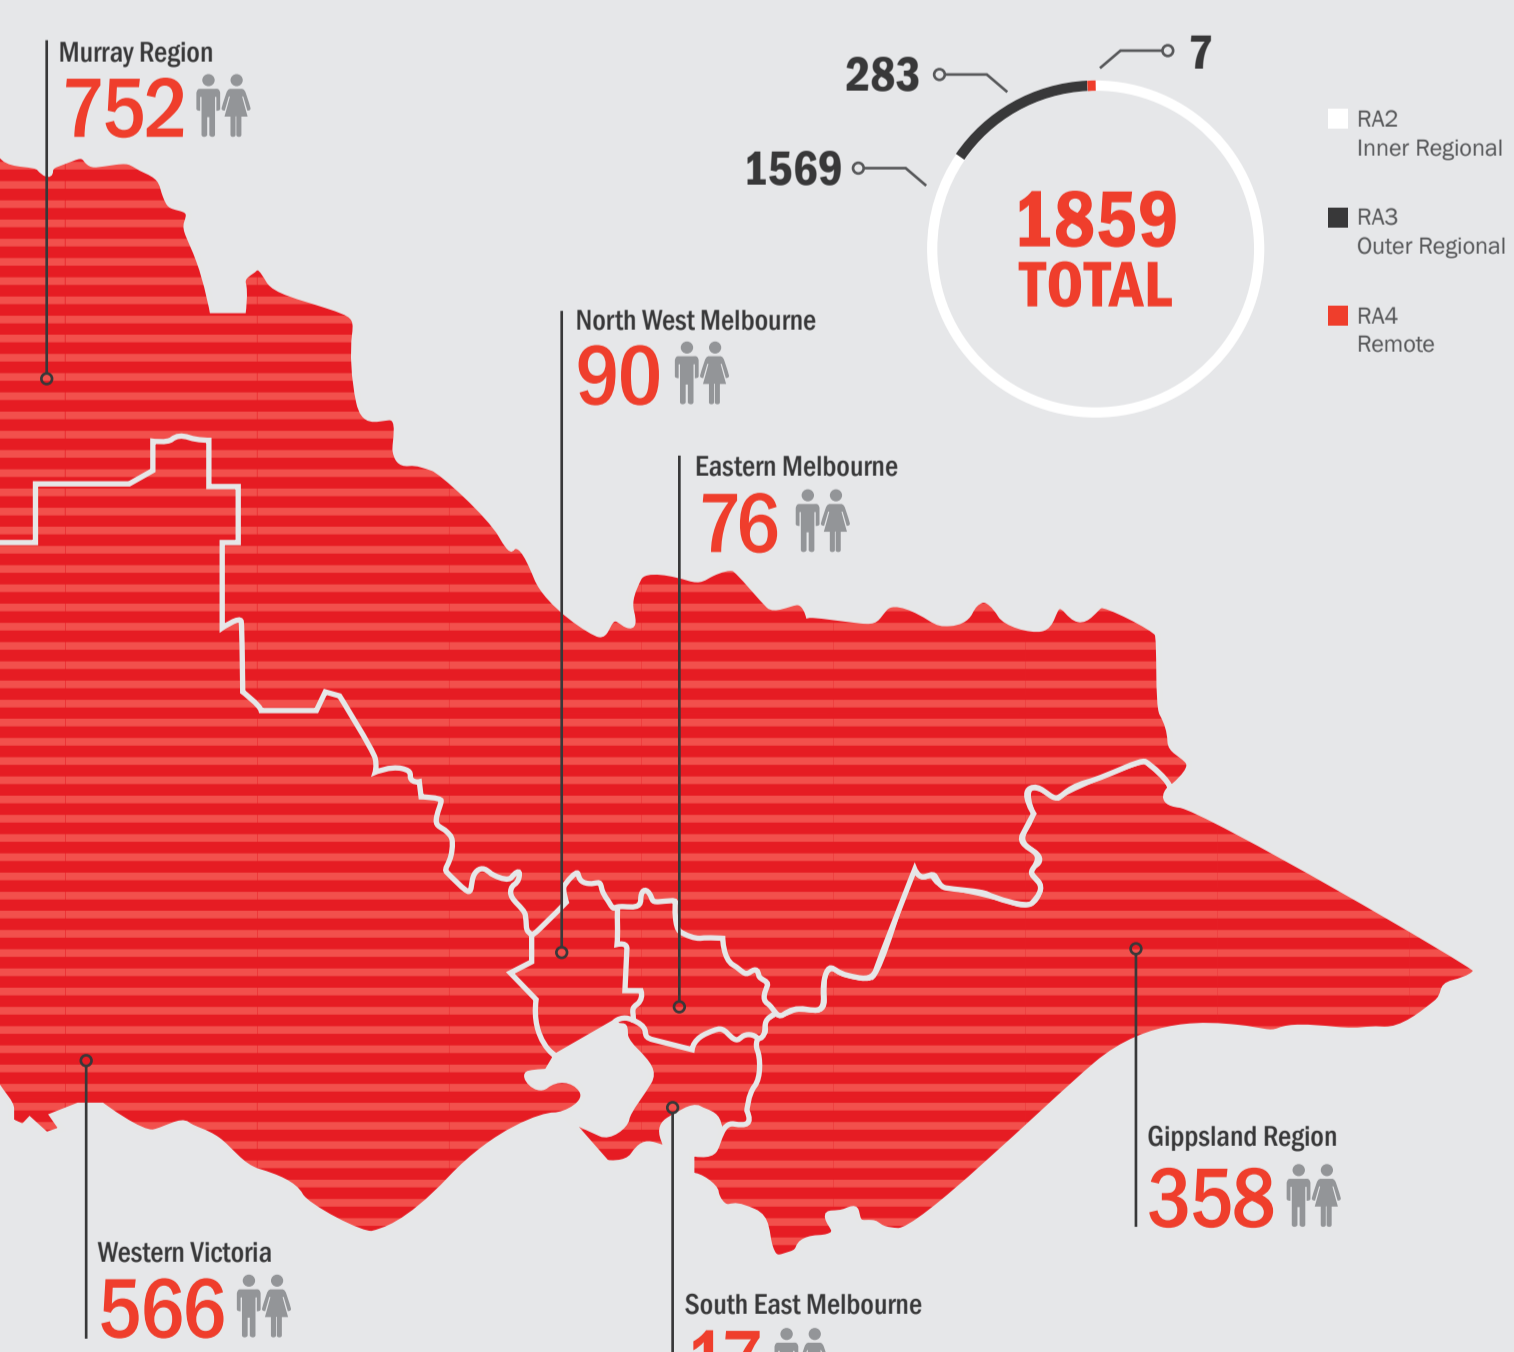 Murray Region
752
283
7
1569
1859
TOTAL
RA2
Inner Regional
RA3
Outer Regional
RA4
Remote
North West Melbourne
90
Eastern Melbourne
76
Gippsland Region
358
Western Victoria
566
South East Melbourne
17